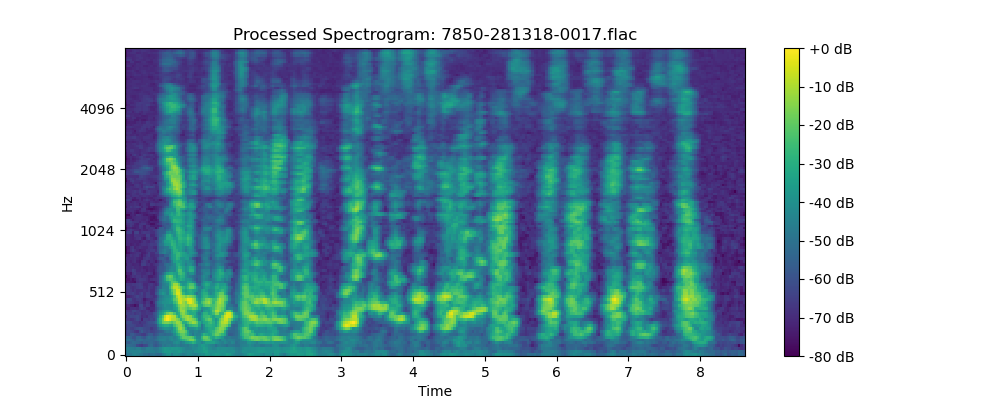 Processed Spectrogram: 7850-281318-0017.flac
Hz
4096
2048
1024
512
0
0 1 2 3 4 5 6 7 8
Time
+0 dB
-10 dB
-20 dB
-30 dB
-40 dB
-50 dB
-60 dB
-70 dB
-80 dB